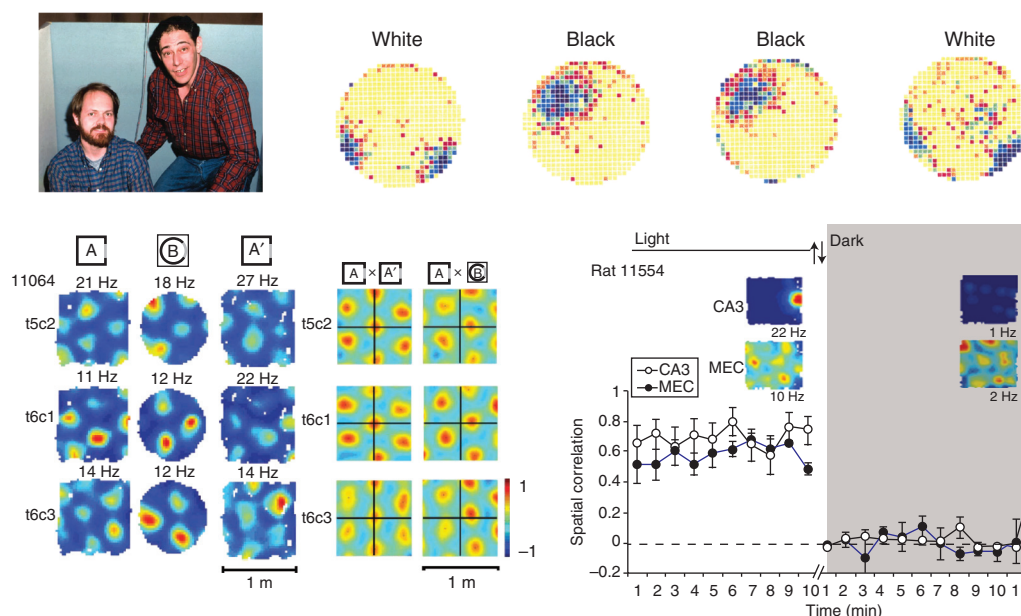 White Black Black White
A B A′
11064 21 Hz 18 Hz 27 Hz
t5c2
11 Hz 12 Hz 22 Hz
t6c1
14 Hz 12 Hz 14 Hz
t6c3
1 m
A × A′ A × B
t5c2
t6c1
t6c3
1
–1
1 m
Light
Dark
Rat 11554
CA3
22 Hz
1 Hz
MEC
10 Hz
2 Hz
CA3
MEC
Spatial correlation
1
0.8
0.6
0.4
0.2
0
–0.2
1 2 3 4 5 6 7 8 9 10 1 2 3 4 5 6 7 8 9 10 1
Time (min)